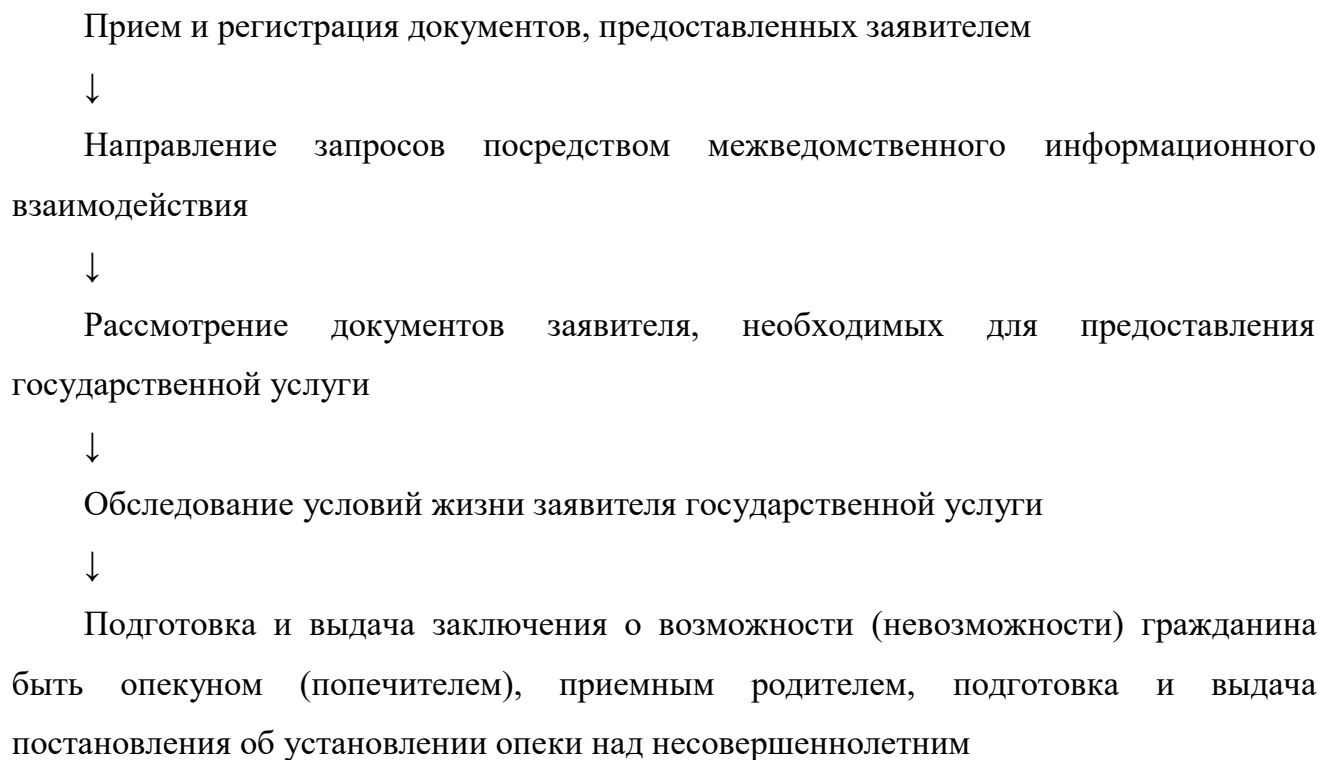 Прием и регистрация документов, предоставленных заявителем
↓
Направление запросов посредством межведомственного информационного
взаимодействия
↓
Рассмотрение документов заявителя, необходимых для предоставления
государственной услуги
↓
Обследование условий жизни заявителя государственной услуги
↓
Подготовка и выдача заключения о возможности (невозможности) гражданина
быть опекуном (попечителем), приемным родителем, подготовка и выдача
постановления об установлении опеки над несовершеннолетним